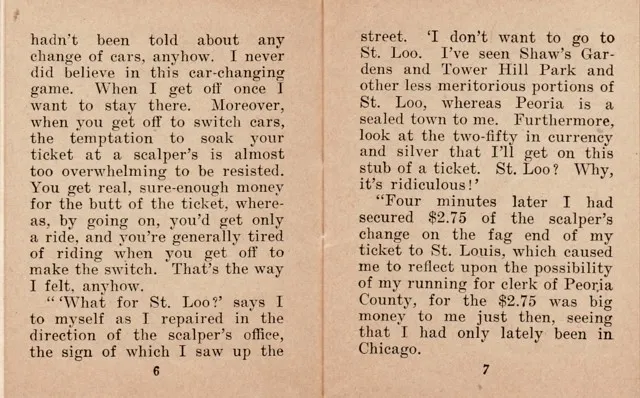 hadn't been told about any
change of cars, anyhow. I never
did believe in this car-changing
game. When I get off once I
want to stay there. Moreover,
when you get off to switch cars,
the temptation to soak your
ticket at a scalper's is almost
too overwhelming to be resisted.
You get real, sure-enough money
for the butt of the ticket, where-
as, by going on, you'd get only
a ride, and you're generally tired
of riding when you get off to
make the switch. That's the way
I felt, anyhow.
“ ‘What for St. Loo?’ says I
to myself as I repaired in the
direction of the scalper's office,
the sign of which I saw up the
6
street. ‘I don't want to go to
St. Loo. I've seen Shaw's Gar-
dens and Tower Hill Park and
other less meritorious portions of
St. Loo, whereas Peoria is a
sealed town to me. Furthermore,
look at the two-fifty in currency
and silver that I'll get on this
stub of a ticket. St. Loo? Why,
it's ridiculous!’
“Four minutes later I had
secured $2.75 of the scalper's
change on the fag end of my
ticket to St. Louis, which caused
me to reflect upon the possibility
of my running for clerk of Peoria
County, for the $2.75 was big
money to me just then, seeing
that I had only lately been in
Chicago.
7